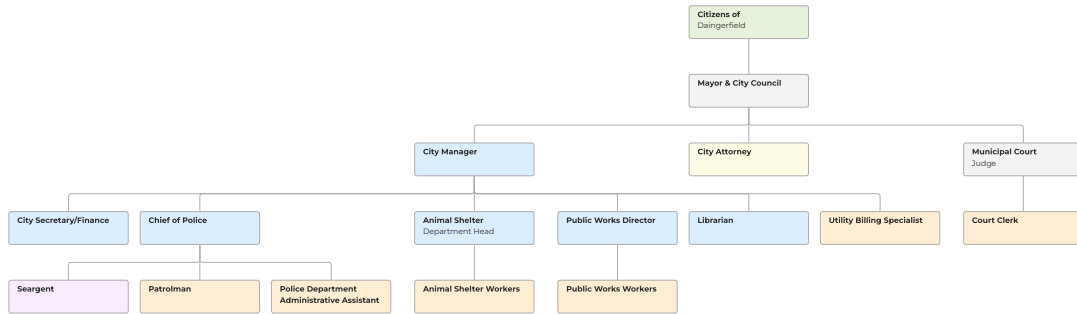 Citizens of
Daingerfield
Mayor & City Council
City Manager
City Attorney
Municipal Court
Judge
City Secretary/Finance
Chief of Police
Animal Shelter
Department Head
Public Works Director
Librarian
Utility Billing Specialist
Court Clerk
Seargent
Patrolman
Police Department
Administrative Assistant
Animal Shelter Workers
Public Works Workers